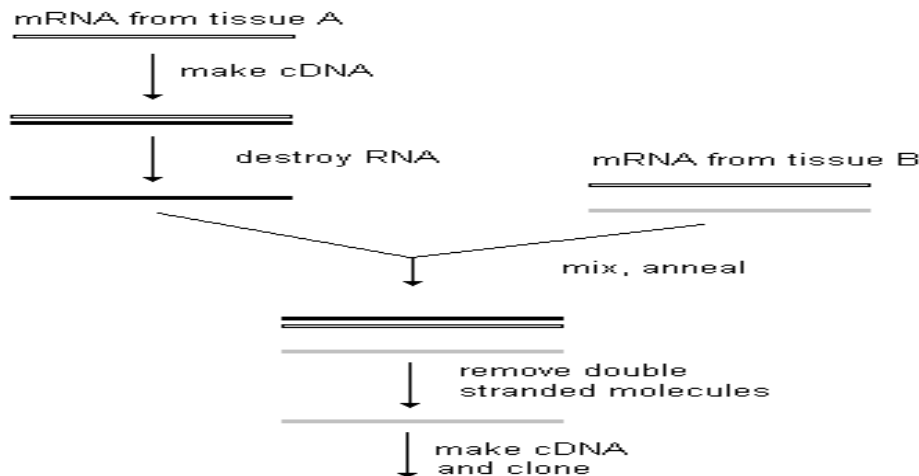 mRNA from tissue A
make cDNA
destroy RNA
mRNA from tissue B
mix, anneal
remove double
stranded molecules
make cDNA
and clone